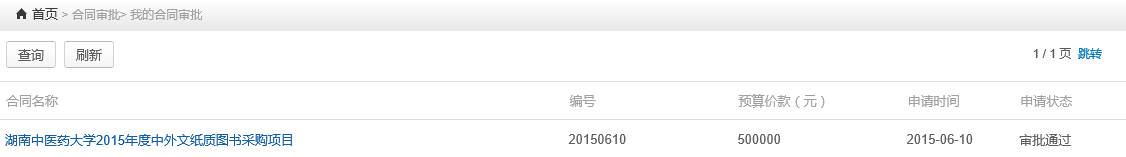 首页 > 合同审批> 我的合同审批
查询 刷新 1 / 1 页 跳转
合同名称 编号 预算价款（元） 申请时间 申请状态
湖南中医药大学2015年度中外文纸质图书采购项目 20150610 500000 2015-06-10 审批通过